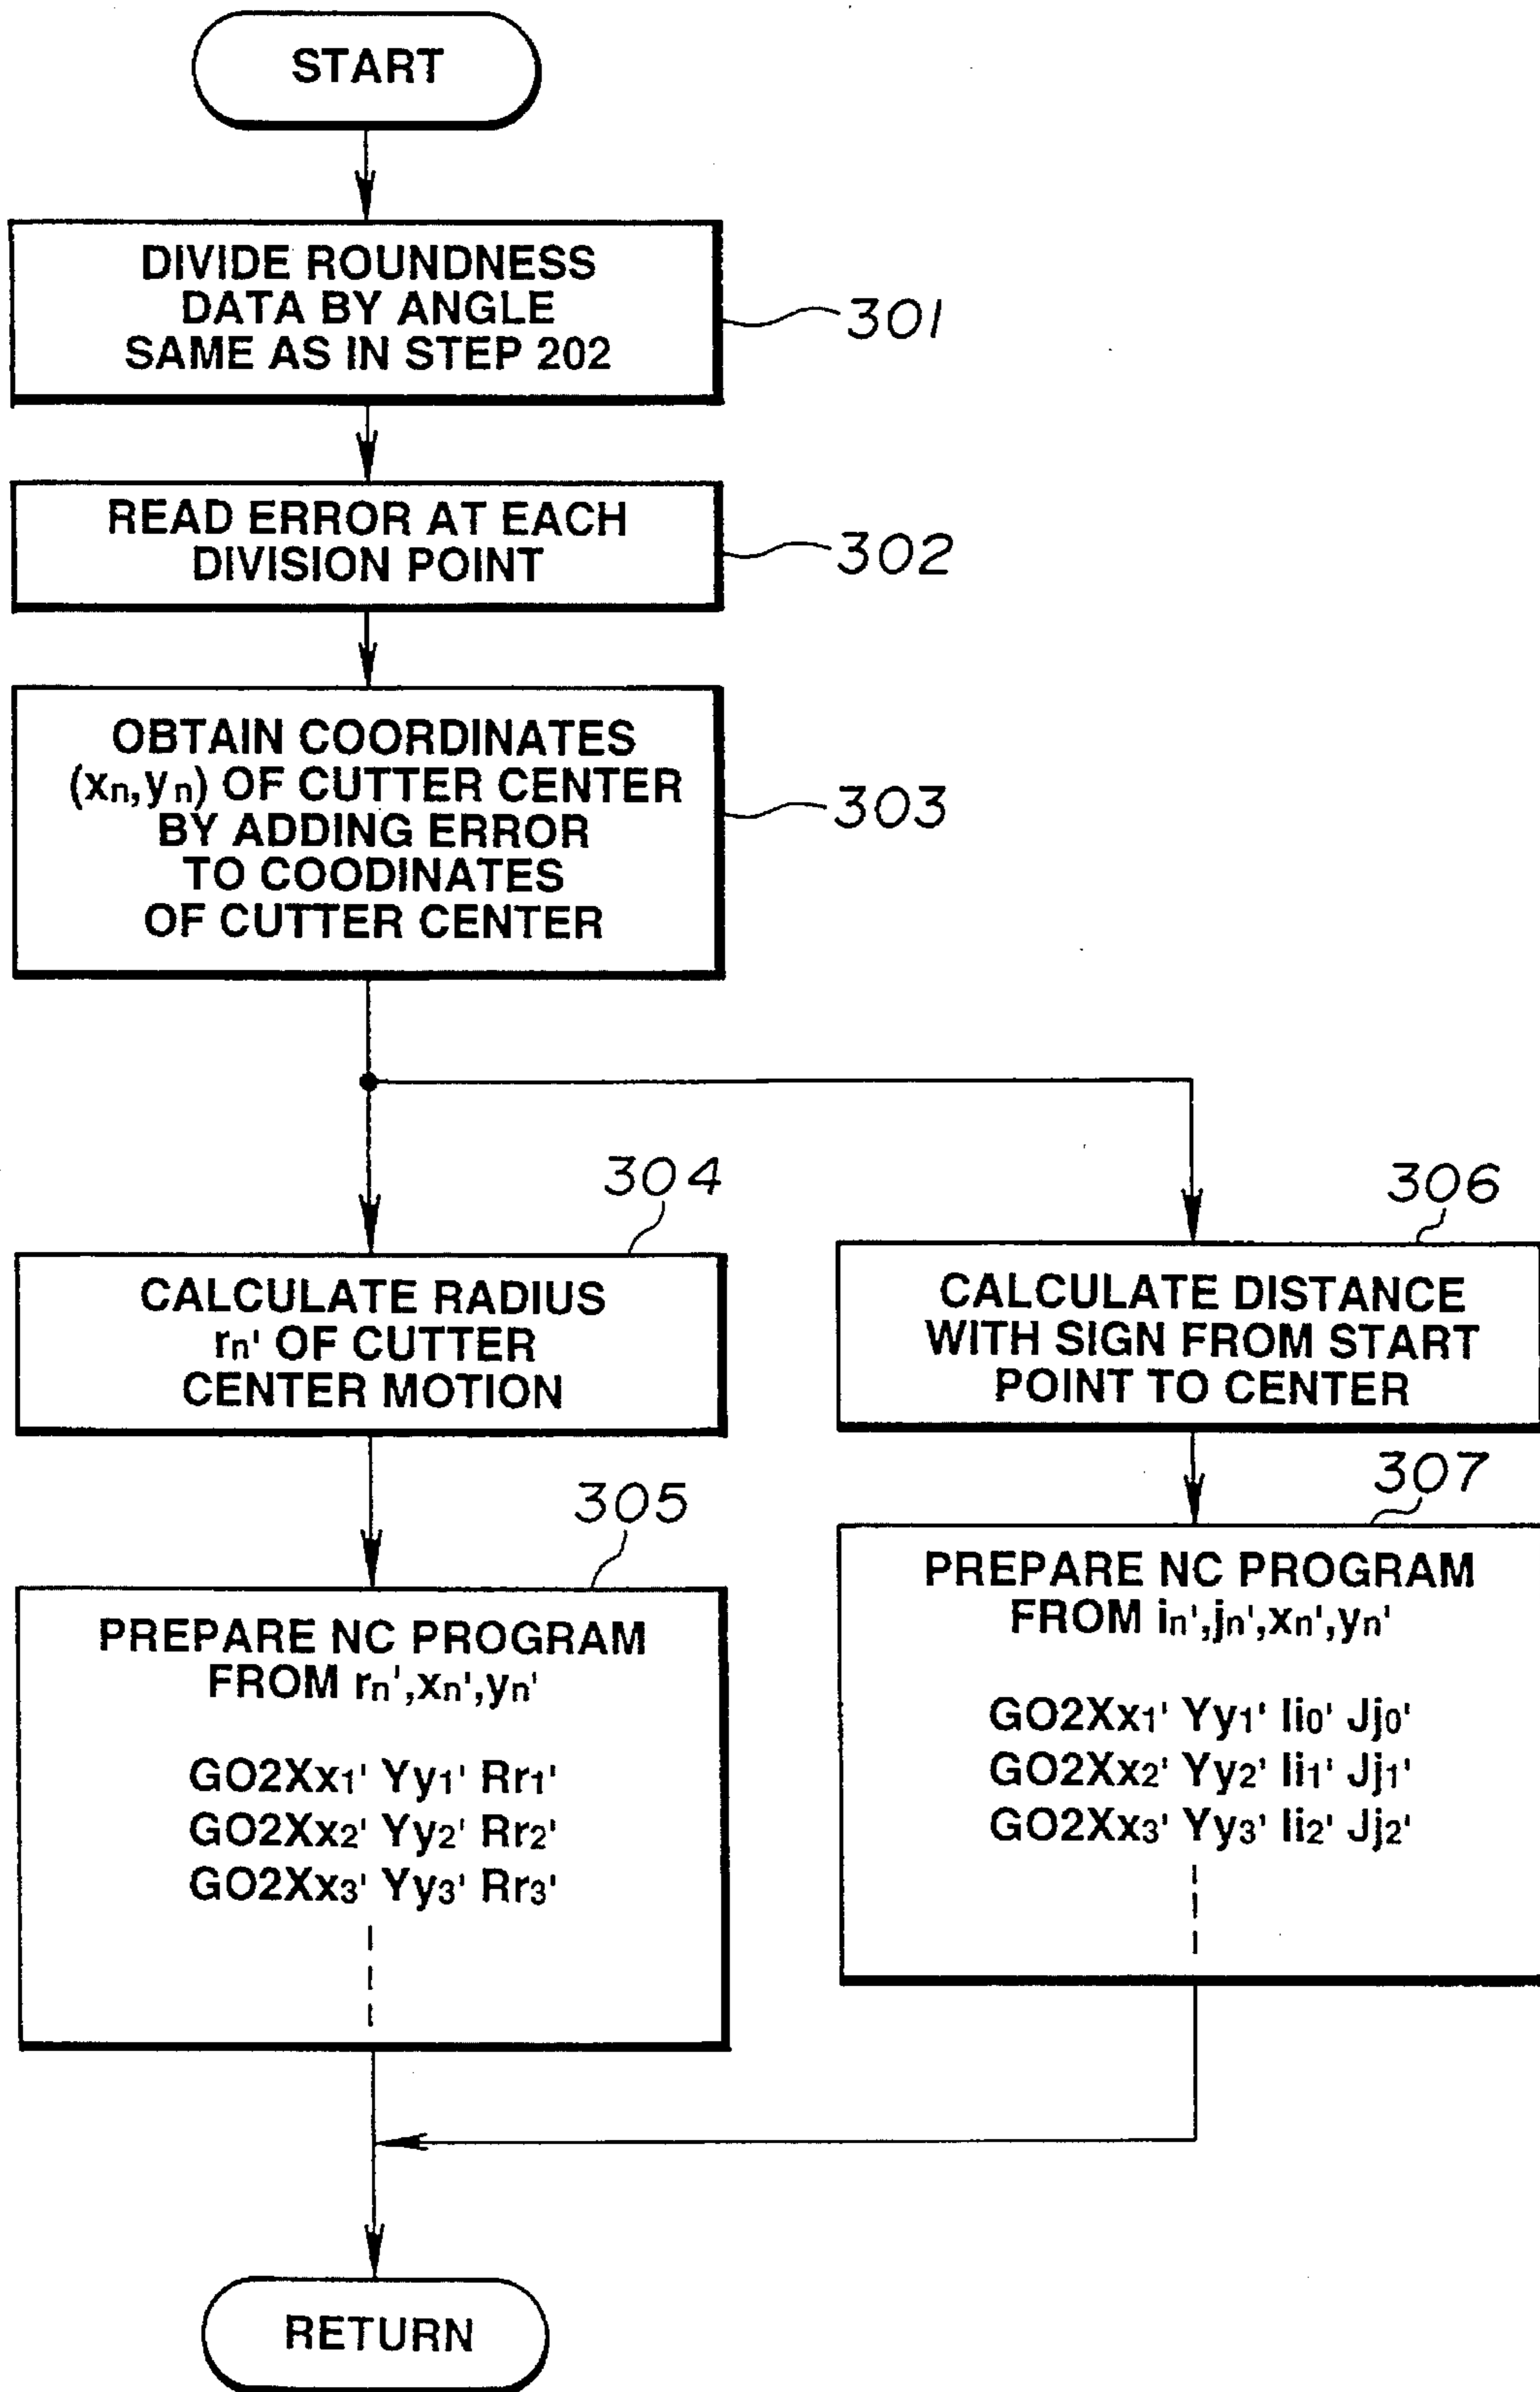 START
DIVIDE ROUNDNESS
DATA BY ANGLE
SAME AS IN STEP 202
301
READ ERROR AT EACH
DIVISION POINT
302
OBTAIN COORDINATES
(xn,yn) OF CUTTER CENTER
BY ADDING ERROR
TO COODINATES
OF CUTTER CENTER
303
304
CALCULATE RADIUS
rn' OF CUTTER
CENTER MOTION
305
PREPARE NC PROGRAM
FROM rn',xn',yn'
GO2Xx1' Yy1' Rr1'
GO2Xx2' Yy2' Rr2'
GO2Xx3' Yy3' Rr3'
306
CALCULATE DISTANCE
WITH SIGN FROM START
POINT TO CENTER
307
PREPARE NC PROGRAM
FROM in',jn',xn',yn'
GO2Xx1' Yy1' Ii0' Jj0'
GO2Xx2' Yy2' Ii1' Jj1'
GO2Xx3' Yy3' Ii2' Jj2'
RETURN